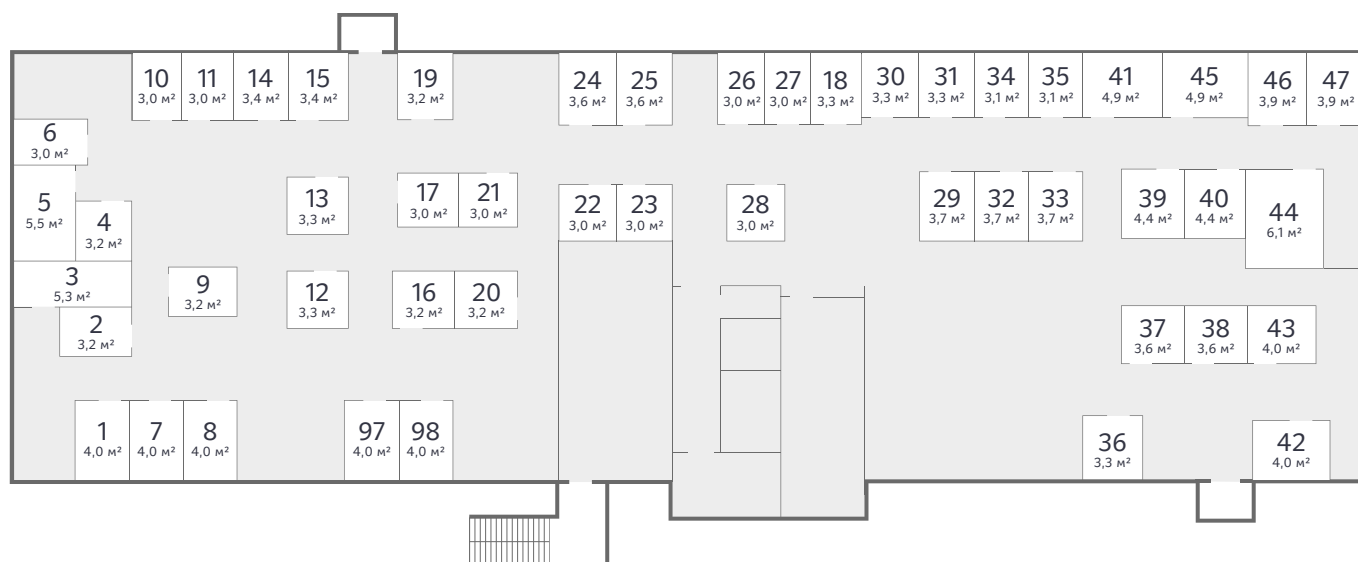 10
3,0 м²
11
3,0 м²
14
3,4 м²
15
3,4 м²
19
3,2 м²
24
3,6 м²
25
3,6 м²
26
3,0 м²
27
3,0 м²
18
3,3 м²
30
3,3 м²
31
3,3 м²
34
3,1 м²
35
3,1 м²
41
4,9 м²
45
4,9 м²
46
3,9 м²
47
3,9 м²
6
3,0 м²
5
5,5 м²
4
3,2 м²
13
3,3 м²
17
3,0 м²
21
3,0 м²
22
3,0 м²
23
3,0 м²
28
3,0 м²
29
3,7 м²
32
3,7 м²
33
3,7 м²
39
4,4 м²
40
4,4 м²
44
6,1 м²
3
5,3 м²
9
3,2 м²
12
3,3 м²
16
3,2 м²
20
3,2 м²
2
3,2 м²
37
3,6 м²
38
3,6 м²
43
4,0 м²
1
4,0 м²
7
4,0 м²
8
4,0 м²
97
4,0 м²
98
4,0 м²
36
3,3 м²
42
4,0 м²